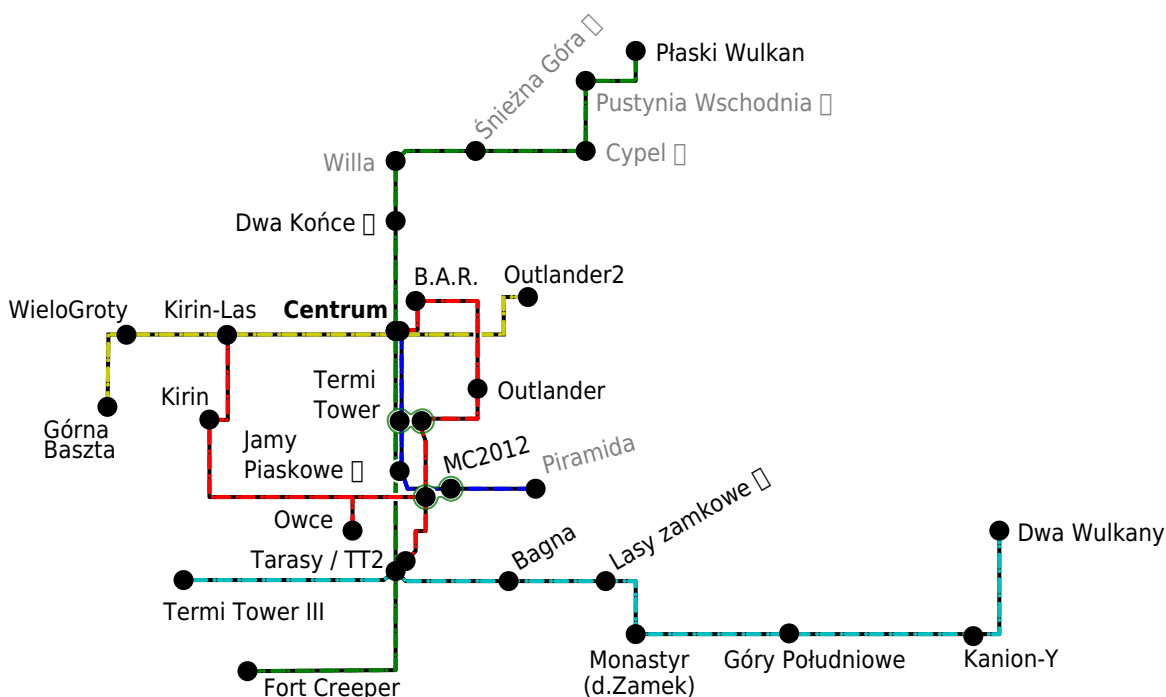 Śnieżna Góra
Płaski Wulkan
Pustynia Wschodnia
Cypel
Willa
Dwa Końce
B.A.R.
Outlander2
WieloGroty
Kirin-Las
Centrum
Termi
Tower
Outlander
Kirin
Górna
Baszta
Jamy
Piaskowe
MC2012
Piramida
Owce
Lasy zamkowe
Dwa Wulkany
Tarasy / TT2
Bagna
Termi Tower III
Monastyr
(d.Zamek)
Góry Południowe
Kanion-Y
Fort Creeper